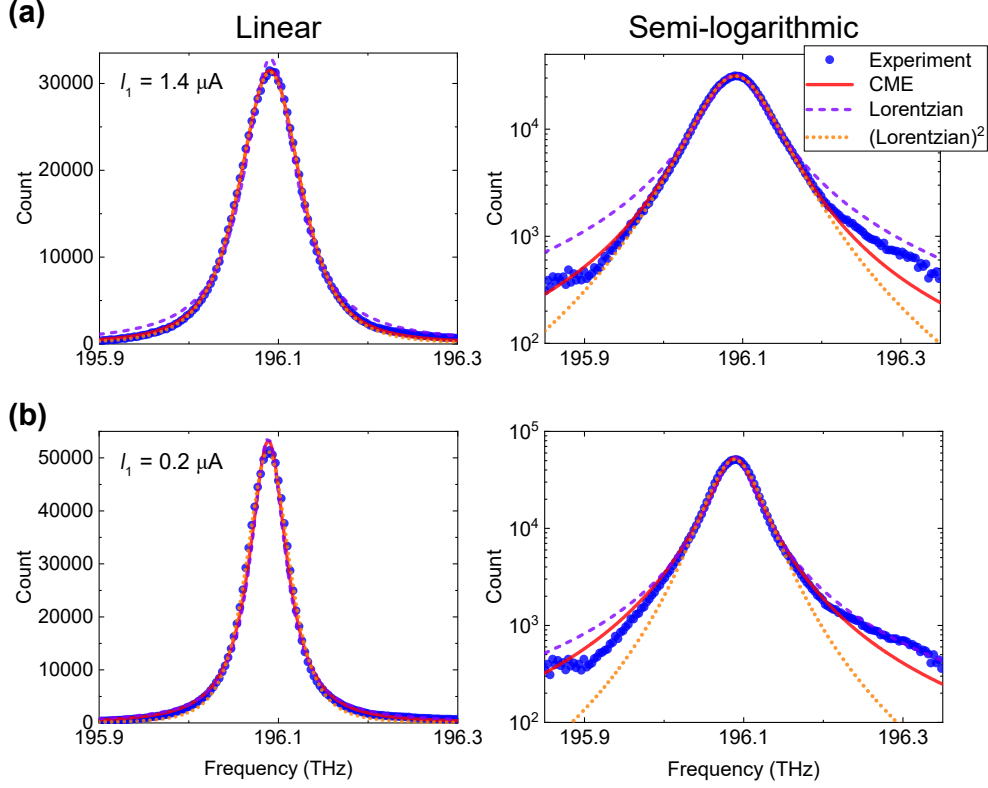 (a)
Linear
Semi-logarithmic
I₁ = 1.4 μA
Count
30000
20000
10000
0
195.9
196.1
196.3
Count
10⁴
10³
10²
195.9
196.1
196.3
Experiment
CME
Lorentzian
(Lorentzian)²
(b)
I₁ = 0.2 μA
Count
50000
40000
30000
20000
10000
0
195.9
196.1
196.3
Frequency (THz)
Count
10⁵
10⁴
10³
10²
195.9
196.1
196.3
Frequency (THz)